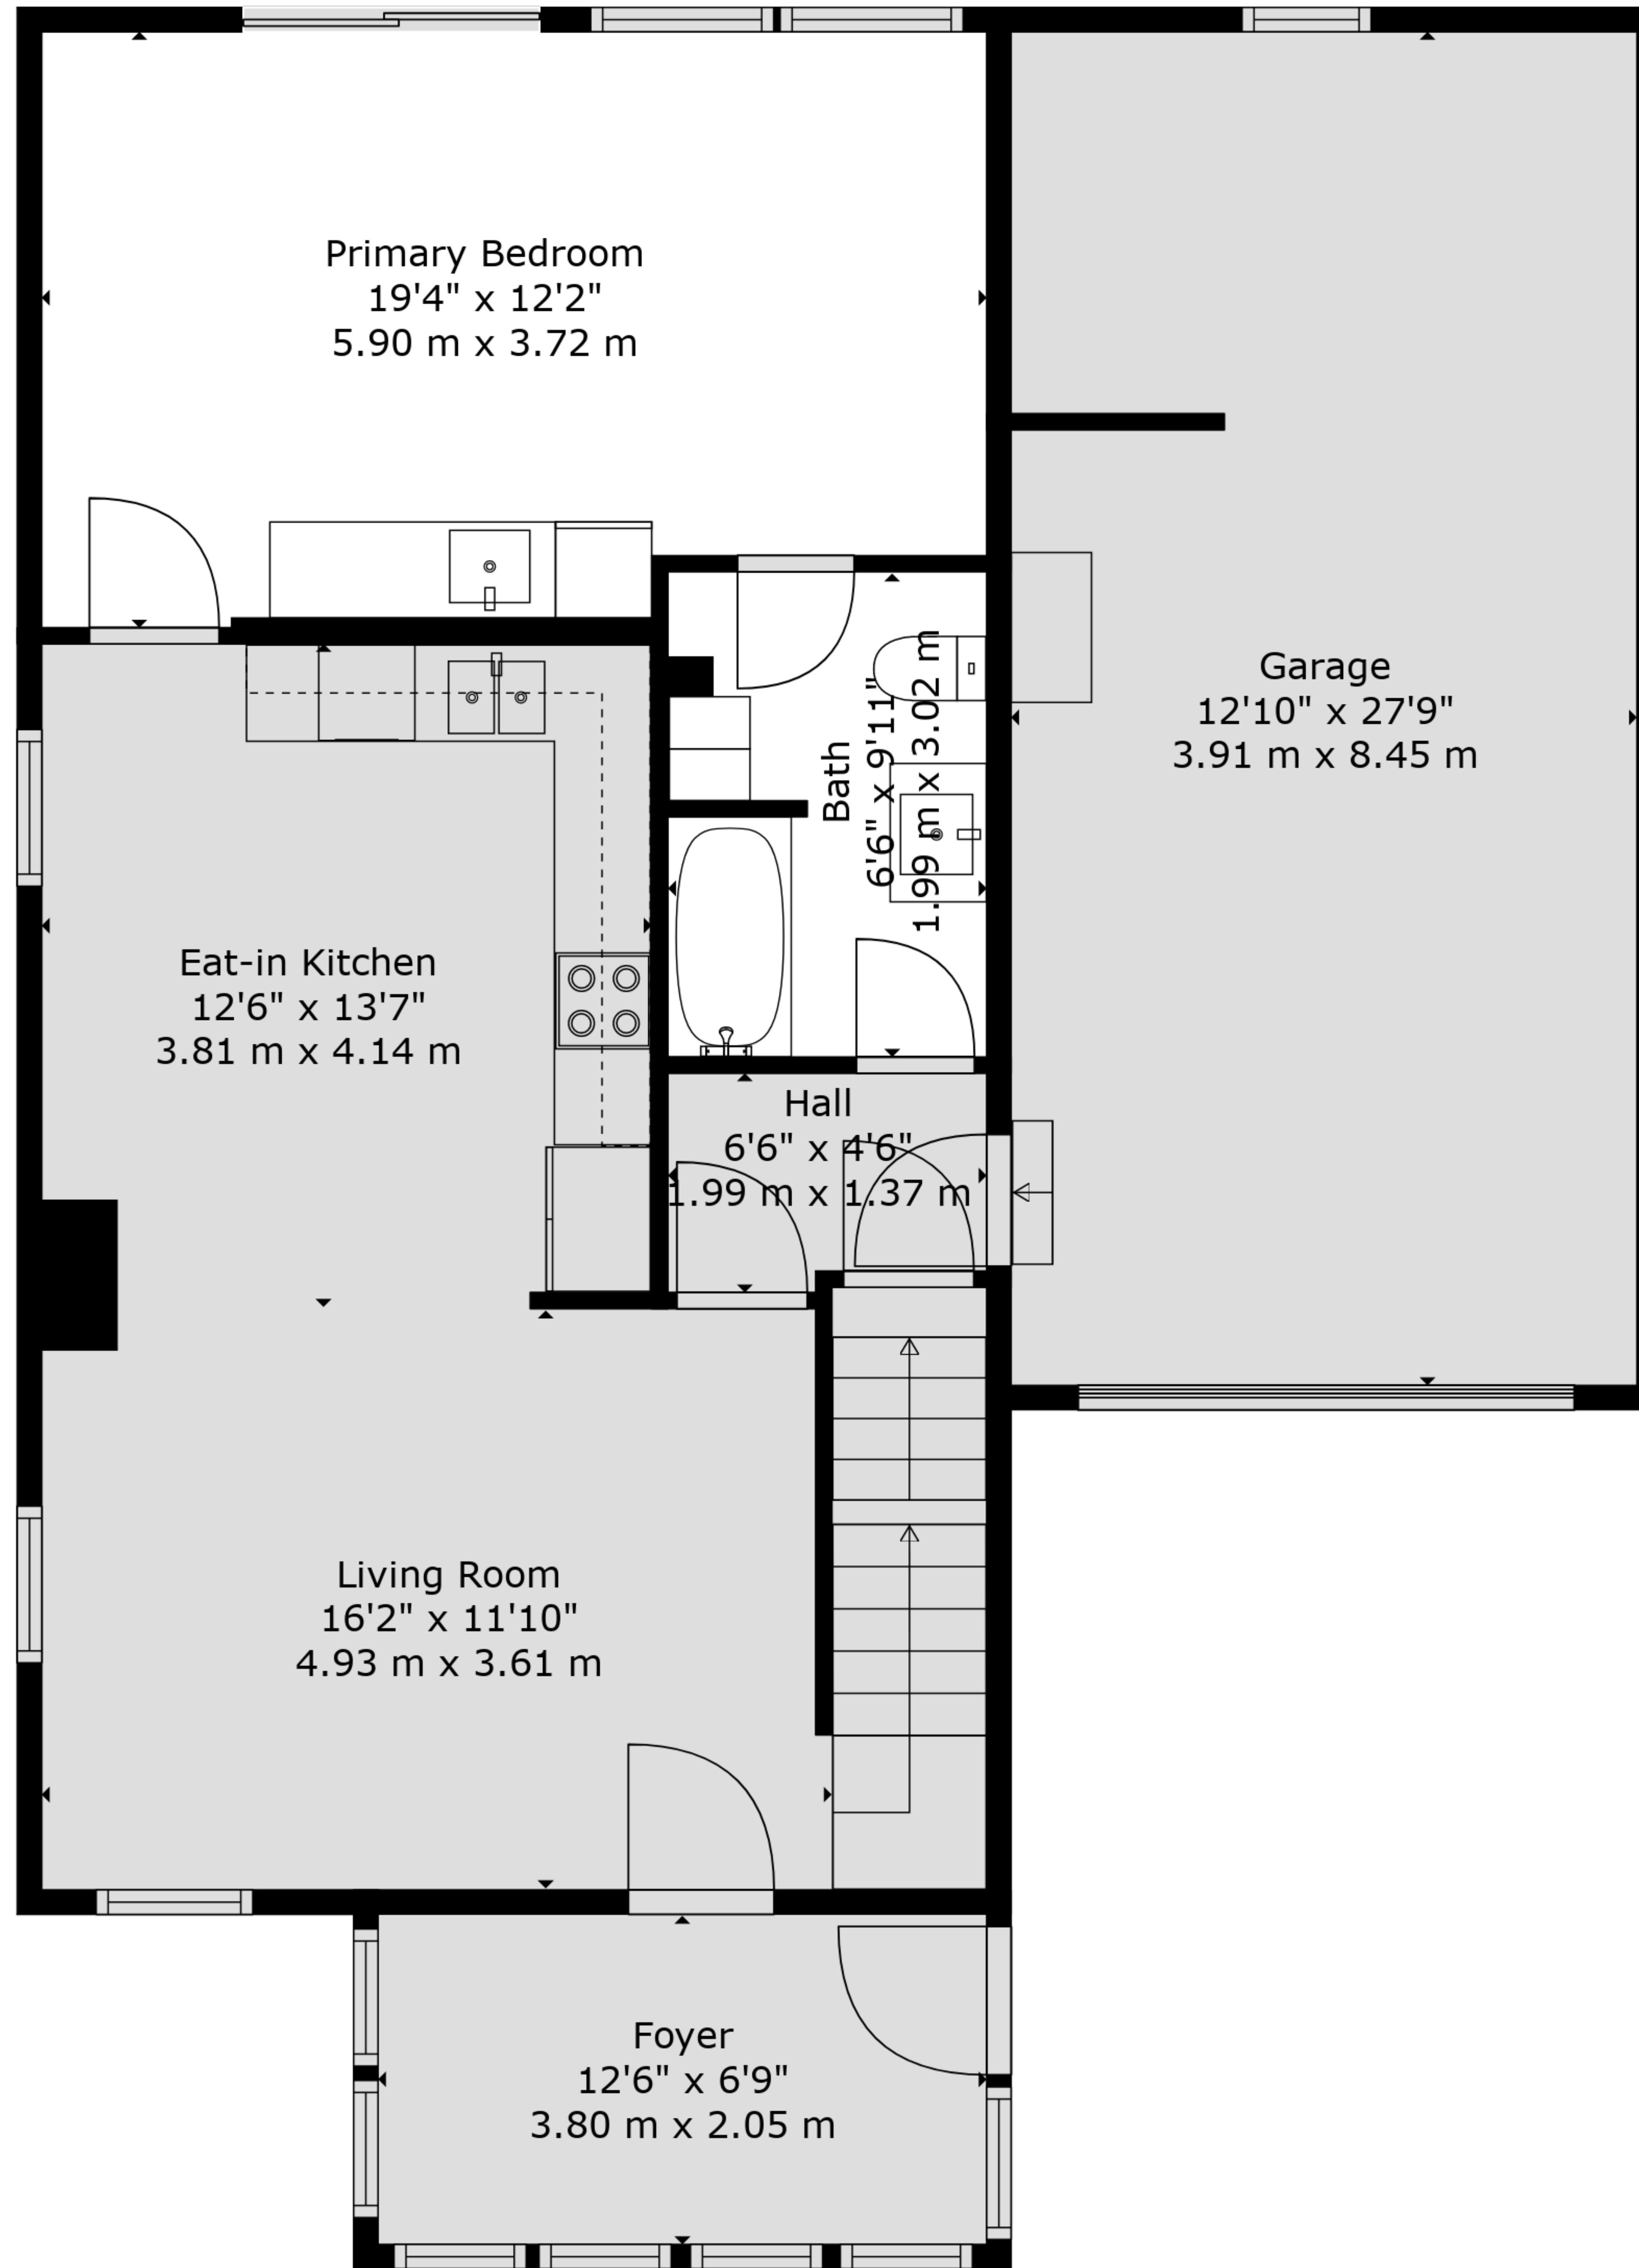 Primary Bedroom
19'4" x 12'2"
5.90 m x 3.72 m
Garage
12'10" x 27'9"
3.91 m x 8.45 m
Bath
6'6" x 9'11"
1.99 m x 3.02 m
Eat-in Kitchen
12'6" x 13'7"
3.81 m x 4.14 m
Hall
6'6" x 4'6"
1.99 m x 1.37 m
Living Room
16'2" x 11'10"
4.93 m x 3.61 m
Foyer
12'6" x 6'9"
3.80 m x 2.05 m